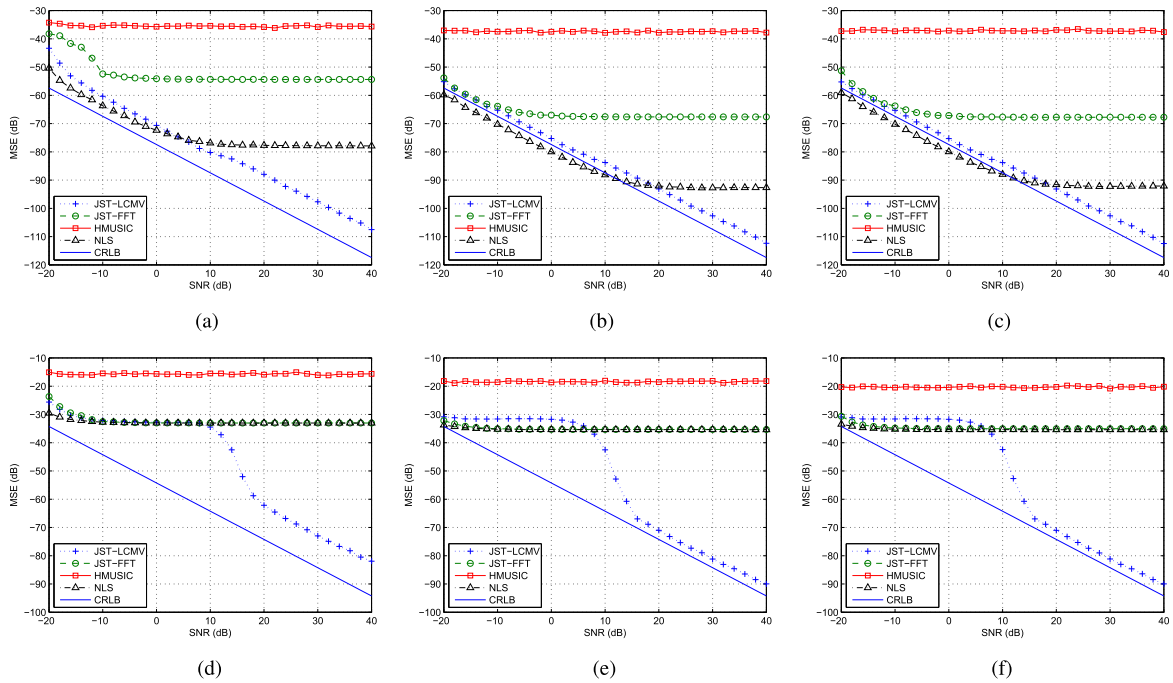 −30
−40
−50
−60
−70
−80
−90
−100
−110
−120
MSE (dB)
JST−LCMV
JST−FFT
HMUSIC
NLS
CRLB
−20 −10 0 10 20 30 40
SNR (dB)
(a)
−30
−40
−50
−60
−70
−80
−90
−100
−110
−120
MSE (dB)
JST−LCMV
JST−FFT
HMUSIC
NLS
CRLB
−20 −10 0 10 20 30 40
SNR (dB)
(b)
−30
−40
−50
−60
−70
−80
−90
−100
−110
−120
MSE (dB)
JST−LCMV
JST−FFT
HMUSIC
NLS
CRLB
−20 −10 0 10 20 30 40
SNR (dB)
(c)
−10
−20
−30
−40
−50
−60
−70
−80
−90
−100
MSE (dB)
JST−LCMV
JST−FFT
HMUSIC
NLS
CRLB
−20 −10 0 10 20 30 40
SNR (dB)
(d)
−10
−20
−30
−40
−50
−60
−70
−80
−90
−100
MSE (dB)
JST−LCMV
JST−FFT
HMUSIC
NLS
CRLB
−20 −10 0 10 20 30 40
SNR (dB)
(e)
−10
−20
−30
−40
−50
−60
−70
−80
−90
−100
MSE (dB)
JST−LCMV
JST−FFT
HMUSIC
NLS
CRLB
−20 −10 0 10 20 30 40
SNR (dB)
(f)